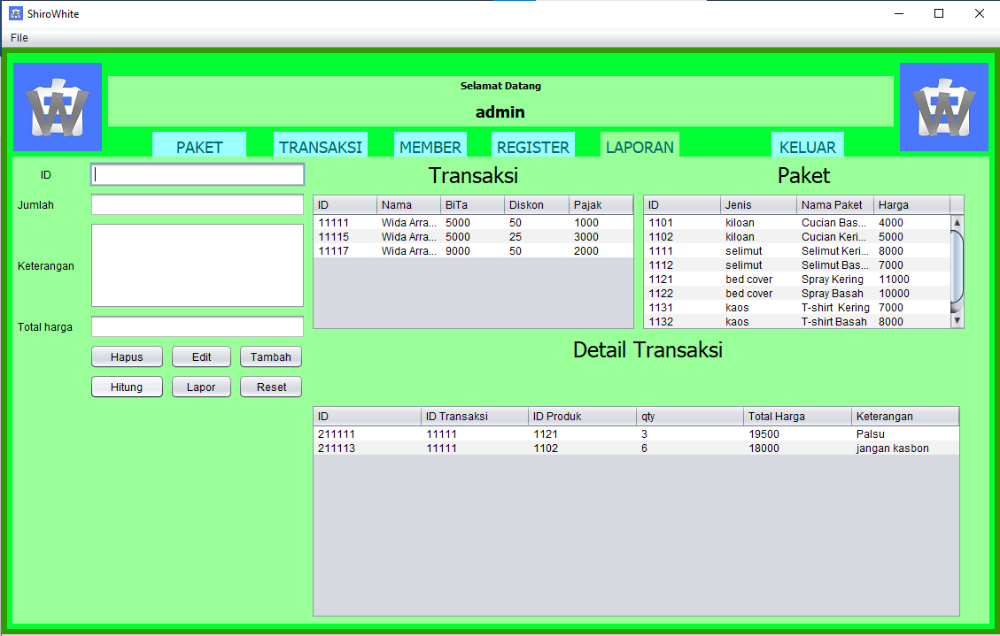 ShiroWhite
File
Selamat Datang
admin
PAKET TRANSAKSI MEMBER REGISTER LAPORAN KELUAR
ID
Jumlah
Keterangan
Total harga
Hapus Edit Tambah
Hitung Lapor Reset
Transaksi
ID Nama BiTa Diskon Pajak
11111 Wida Arra... 5000 50 1000
11115 Wida Arra... 5000 25 3000
11117 Wida Arra... 9000 50 2000
Paket
ID Jenis Nama Paket Harga
1101 kiloan Cucian Bas... 4000
1102 kiloan Cucian Keri... 5000
1111 selimut Selimut Keri... 8000
1112 selimut Selimut Bas... 7000
1121 bed cover Spray Kering 11000
1122 bed cover Spray Basah 10000
1131 kaos T-shirt Kering 7000
1132 kaos T-shirt Basah 8000
Detail Transaksi
ID ID Transaksi ID Produk qty Total Harga Keterangan
211111 11111 1121 3 19500 Palsu
211113 11111 1102 6 18000 jangan kasbon